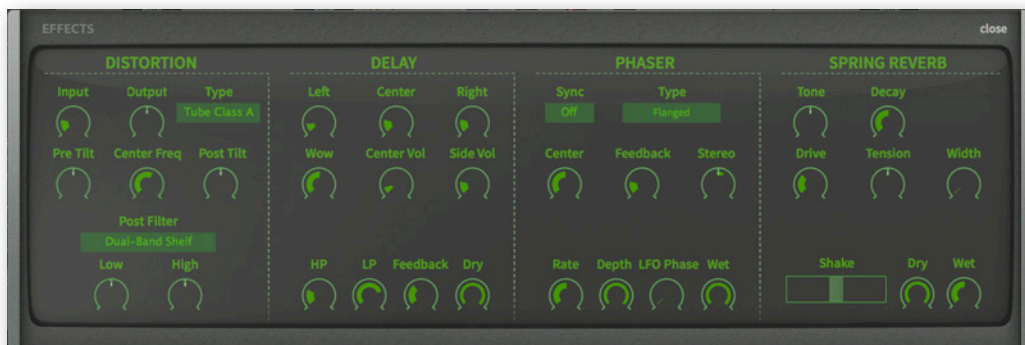 EFFECTS
close
DISTORTION
Input Output Type
Tube Class A
Pre Tilt Center Freq Post Tilt
Post Filter
Dual-Band Shelf
Low High
DELAY
Left Center Right
Wow Center Vol Side Vol
HP LP Feedback Dry
PHASER
Sync Type
Off Flanged
Center Feedback Stereo
Rate Depth LFO Phase Wet
SPRING REVERB
Tone Decay
Drive Tension Width
Shake Dry Wet